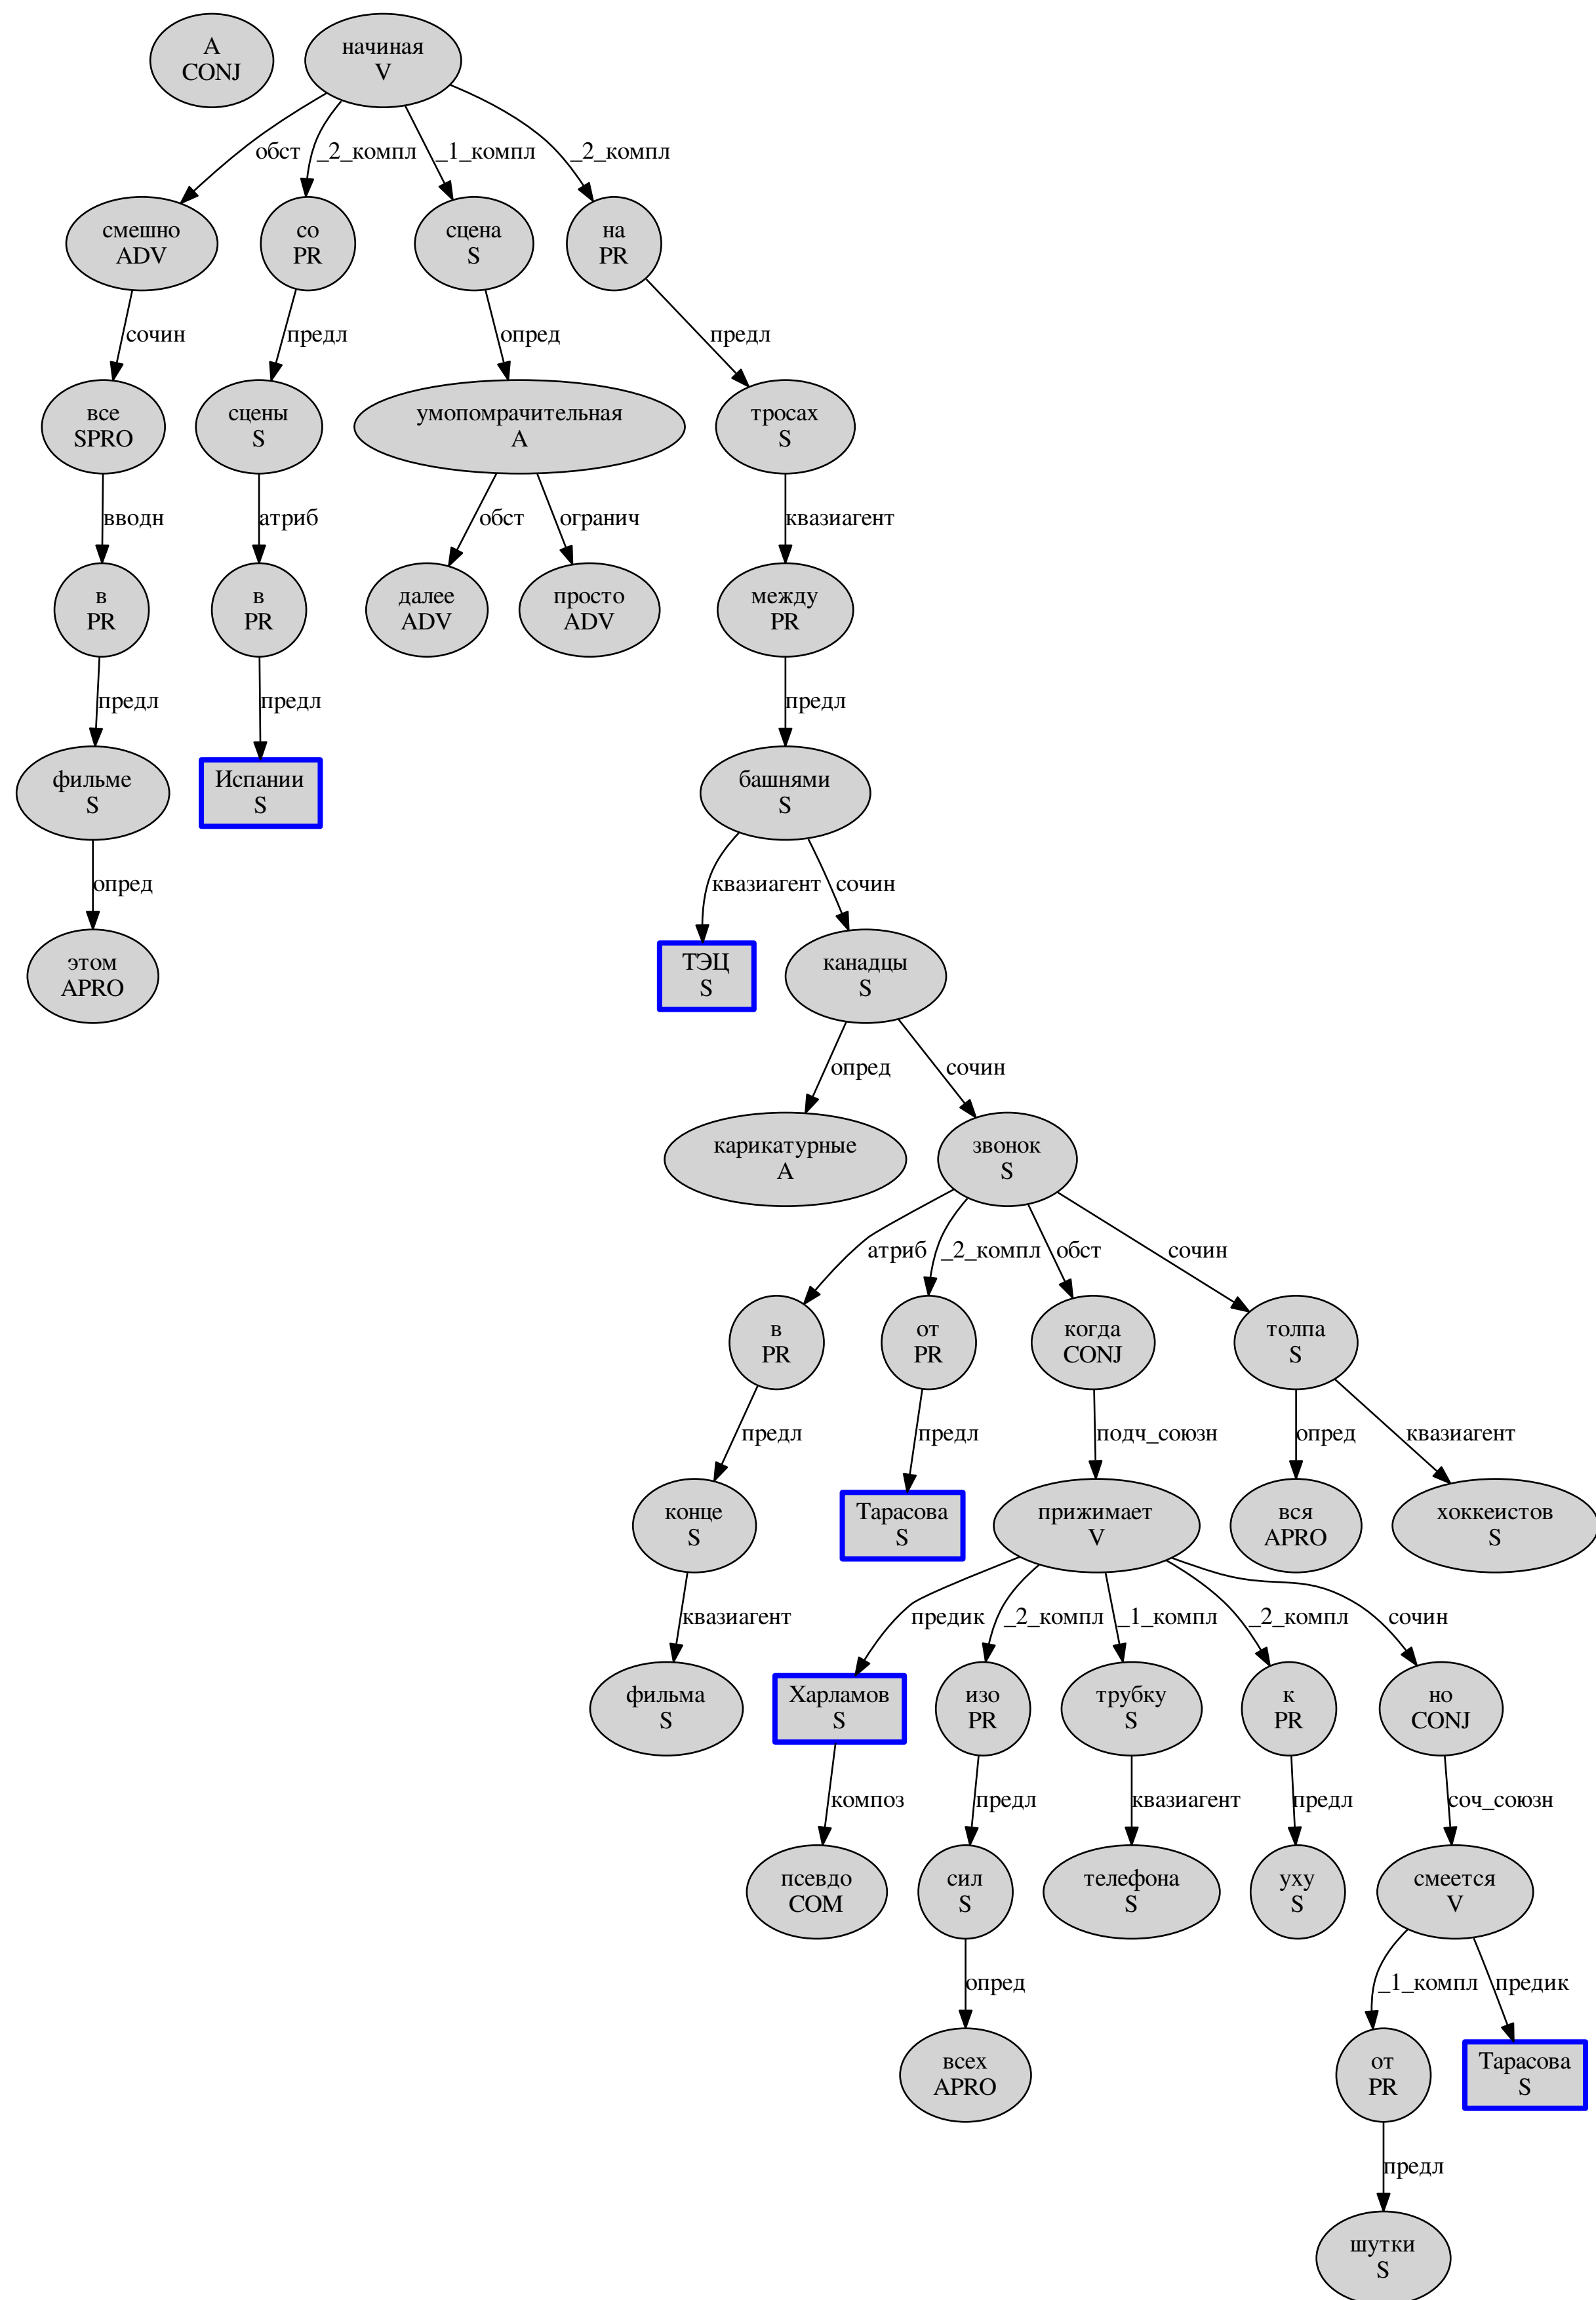 А
CONJ
начиная
V
обст
_2_компл
_1_компл
_2_компл
смешно
ADV
со
PR
сцена
S
на
PR
сочин
предл
опред
предл
все
SPRO
сцены
S
умопомрачительная
A
тросах
S
вводн
атриб
обст
огранич
квазиагент
в
PR
в
PR
далее
ADV
просто
ADV
между
PR
предл
предл
предл
фильме
S
Испании
S
башнями
S
опред
квазиагент
сочин
этом
APRO
ТЭЦ
S
канадцы
S
опред
сочин
карикатурные
A
звонок
S
атриб
_2_компл
обст
сочин
в
PR
от
PR
когда
CONJ
толпа
S
предл
предл
подч_союзн
опред
квазиагент
конце
S
Тарасова
S
прижимает
V
вся
APRO
хоккеистов
S
квазиагент
предик
_2_компл
_1_компл
_2_компл
сочин
фильма
S
Харламов
S
изо
PR
трубку
S
к
PR
но
CONJ
композ
предл
квазиагент
предл
соч_союзн
псевдо
COM
сил
S
телефона
S
уху
S
смеется
V
опред
_1_компл
предик
всех
APRO
от
PR
Тарасова
S
предл
шутки
S